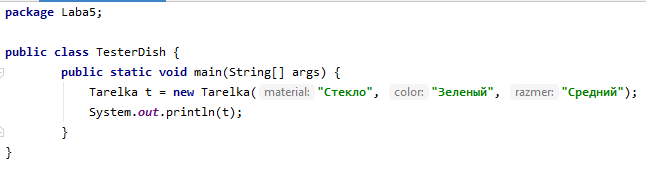 package Laba5;
public class TesterDish {
public static void main(String[] args) {
Tarelka t = new Tarelka( material: "Стекло", color: "Зеленый", razmer: "Средний");
System.out.println(t);
}
}